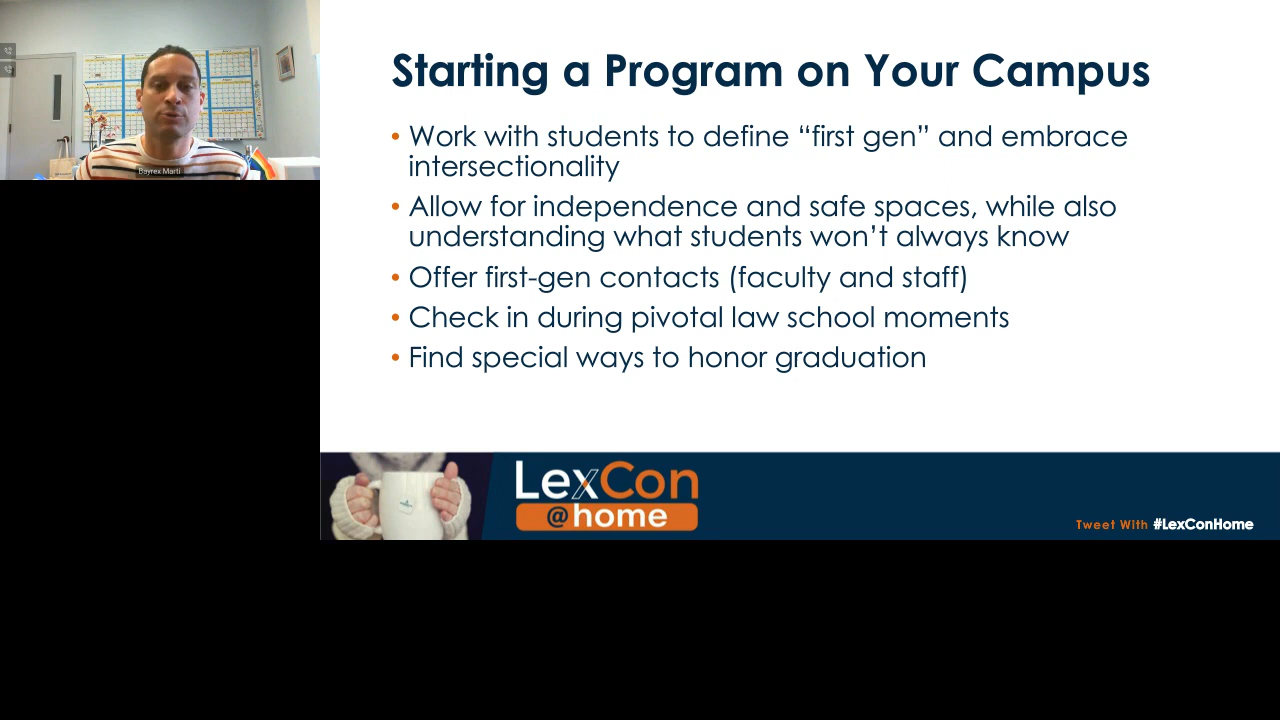 Bayrex Marti
Starting a Program on Your Campus
• Work with students to define “first gen” and embrace
intersectionality
• Allow for independence and safe spaces, while also
understanding what students won’t always know
• Offer first-gen contacts (faculty and staff)
• Check in during pivotal law school moments
• Find special ways to honor graduation
LexCon
@home
Tweet With #LexConHome